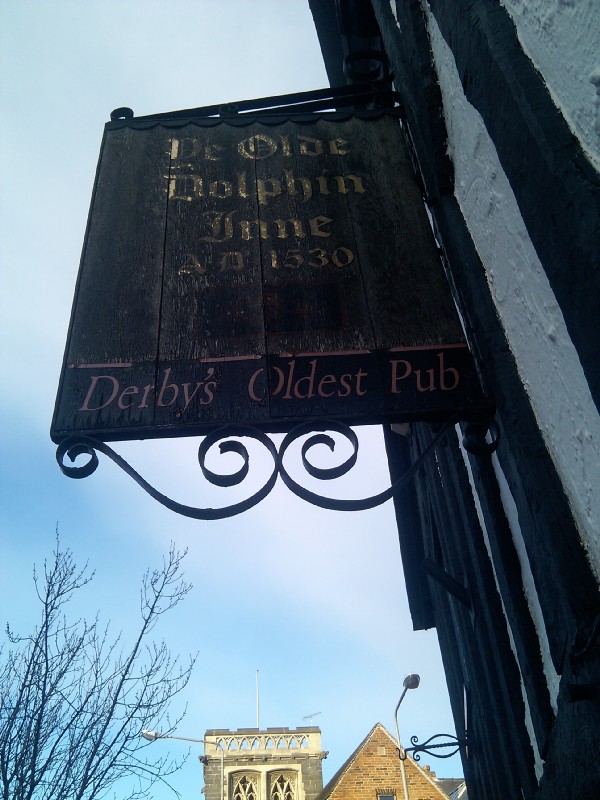 Ye Olde
Dolphin
Inne
A.D. 1530
Derby's Oldest Pub